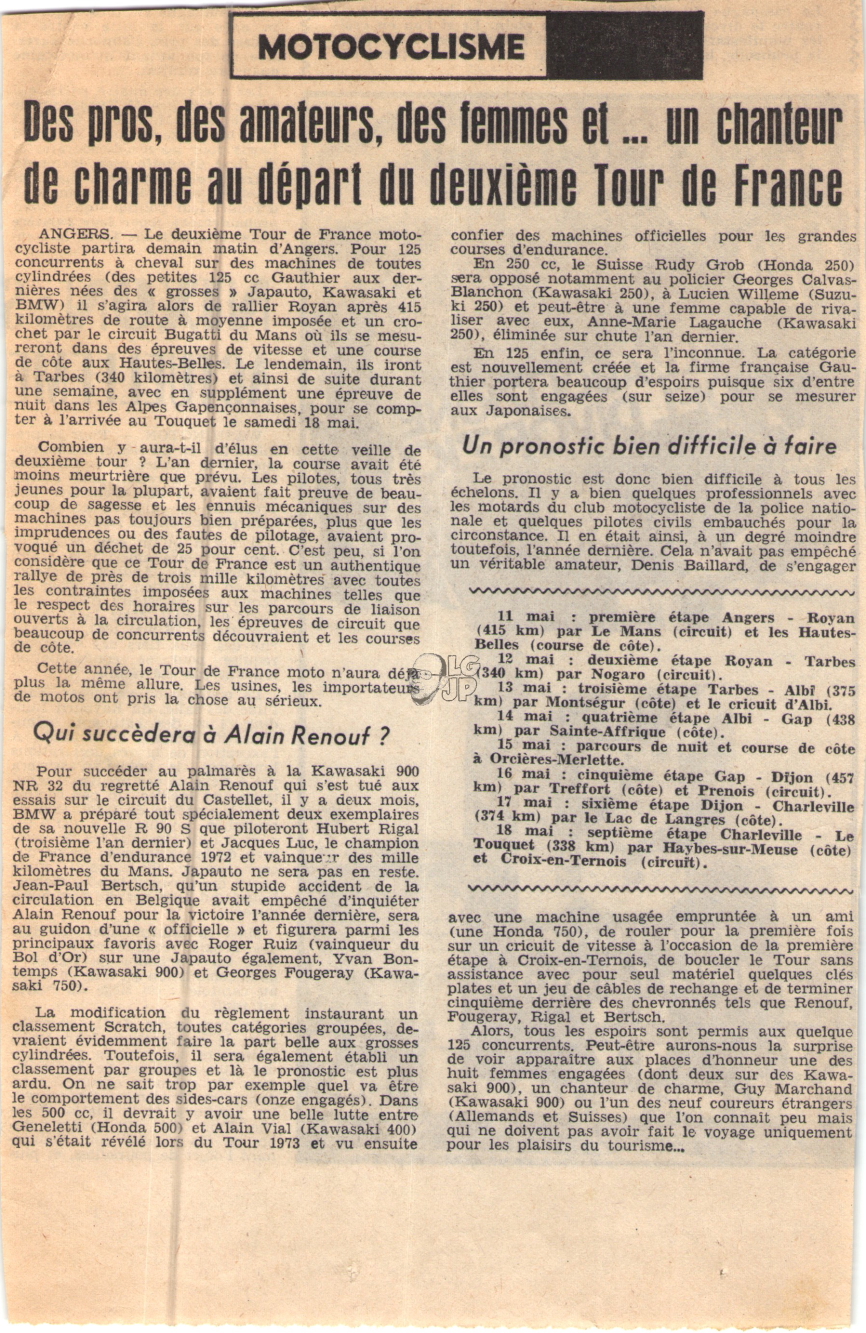 MOTOCYCLISME
Des pros, des amateurs, des femmes et ... un chanteur
de charme au départ du deuxième Tour de France
ANGERS. — Le deuxième Tour de France moto-
cycliste partira demain matin d'Angers. Pour 125
concurrents à cheval sur des machines de toutes
cylindrées (des petites 125 cc Gauthier aux der-
nières nées des « grosses » Japauto, Kawasaki et
BMW) il s'agira alors de rallier Royan après 415
kilomètres de route à moyenne imposée et un cro-
chet par le circuit Bugatti du Mans où ils se mesu-
reront dans des épreuves de vitesse et une course
de côte aux Hautes-Belles. Le lendemain, ils iront
à Tarbes (340 kilomètres) et ainsi de suite durant
une semaine, avec en supplément une épreuve de
nuit dans les Alpes Gapençonnaises, pour se comp-
ter à l'arrivée au Touquet le samedi 18 mai.
Combien y aura-t-il d'élus en cette veille de
deuxième tour ? L'an dernier, la course avait été
moins meurtrière que prévu. Les pilotes, tous très
jeunes pour la plupart, avaient fait preuve de beau-
coup de sagesse et les ennuis mécaniques sur des
machines pas toujours bien préparées, plus que les
imprudences ou des fautes de pilotage, avaient pro-
voqué un déchet de 25 pour cent. C'est peu, si l'on
considère que ce Tour de France est un authentique
rallye de près de trois mille kilomètres avec toutes
les contraintes imposées aux machines telles que
le respect des horaires sur les parcours de liaison
ouverts à la circulation, les épreuves de circuit que
beaucoup de concurrents découvraient et les courses
de côte.
Cette année, le Tour de France moto n'aura déjà
plus la même allure. Les usines, les importateurs
de motos ont pris la chose au sérieux.
Qui succèdera à Alain Renouf ?
Pour succéder au palmarès à la Kawasaki 900
NR 32 du regretté Alain Renouf qui s'est tué aux
essais sur le circuit du Castellet, il y a deux mois,
BMW a préparé tout spécialement deux exemplaires
de sa nouvelle R 90 S que piloteront Hubert Rigal
(troisième l'an dernier) et Jacques Luc, le champion
de France d'endurance 1972 et vainqueur des mille
kilomètres du Mans. Japauto ne sera pas en reste.
Jean-Paul Bertsch, qu'un stupide accident de la
circulation en Belgique avait empêché d'inquiéter
Alain Renouf pour la victoire l'année dernière, sera
au guidon d'une « officielle » et figurera parmi les
principaux favoris avec Roger Ruiz (vainqueur du
Bol d'Or) sur une Japauto également, Yvan Bon-
temps (Kawasaki 900) et Georges Fougeray (Kawa-
saki 750).
La modification du règlement instaurant un
classement Scratch, toutes catégories groupées, de-
vraient évidemment faire la part belle aux grosses
cylindrées. Toutefois, il sera également établi un
classement par groupes et là le pronostic est plus
ardu. On ne sait trop par exemple quel va être
le comportement des sides-cars (onze engagés). Dans
les 500 cc, il devrait y avoir une belle lutte entre
Geneletti (Honda 500) et Alain Vial (Kawasaki 400)
qui s'était révélé lors du Tour 1973 et vu ensuite
confier des machines officielles pour les grandes
courses d'endurance.
En 250 cc, le Suisse Rudy Grob (Honda 250)
sera opposé notamment au policier Georges Calvas-
Blanchon (Kawasaki 250), à Lucien Willeme (Suzu-
ki 250) et peut-être à une femme capable de riva-
liser avec eux, Anne-Marie Lagauche (Kawasaki
250), éliminée sur chute l'an dernier.
En 125 enfin, ce sera l'inconnue. La catégorie
est nouvellement créée et la firme française Gau-
thier portera beaucoup d'espoirs puisque six d'entre
elles sont engagées (sur seize) pour se mesurer
aux Japonaises.
Un pronostic bien difficile à faire
Le pronostic est donc bien difficile à tous les
échelons. Il y a bien quelques professionnels avec
les motards du club motocycliste de la police natio-
nale et quelques pilotes civils embauchés pour la
circonstance. Il en était ainsi, à un degré moindre
toutefois, l'année dernière. Cela n'avait pas empêché
un véritable amateur, Denis Baillard, de s'engager
11 mai : première étape Angers - Royan
(415 km) par Le Mans (circuit) et les Hautes-
Belles (course de côte).
12 mai : deuxième étape Royan - Tarbes
(340 km) par Nogaro (circuit).
13 mai : troisième étape Tarbes - Albi (375
km) par Montségur (côte) et le cricuit d'Albi.
14 mai : quatrième étape Albi - Gap (438
km) par Sainte-Affrique (côte).
15 mai : parcours de nuit et course de côte
à Orcières-Merlette.
16 mai : cinquième étape Gap - Dijon (457
km) par Treffort (côte) et Prenois (circuit).
17 mai : sixième étape Dijon - Charleville
(374 km) par le Lac de Langres (côte).
18 mai : septième étape Charleville - Le
Touquet (338 km) par Haybes-sur-Meuse (côte)
et Croix-en-Ternois (circuit).
avec une machine usagée empruntée à un ami
(une Honda 750), de rouler pour la première fois
sur un cricuit de vitesse à l'occasion de la première
étape à Croix-en-Ternois, de boucler le Tour sans
assistance avec pour seul matériel quelques clés
plates et un jeu de câbles de rechange et de terminer
cinquième derrière des chevronnés tels que Renouf,
Fougeray, Rigal et Bertsch.
Alors, tous les espoirs sont permis aux quelque
125 concurrents. Peut-être aurons-nous la surprise
de voir apparaître aux places d'honneur une des
huit femmes engagées (dont deux sur des Kawa-
saki 900), un chanteur de charme, Guy Marchand
(Kawasaki 900) ou l'un des neuf coureurs étrangers
(Allemands et Suisses) que l'on connaît peu mais
qui ne doivent pas avoir fait le voyage uniquement
pour les plaisirs du tourisme...
LG
JP